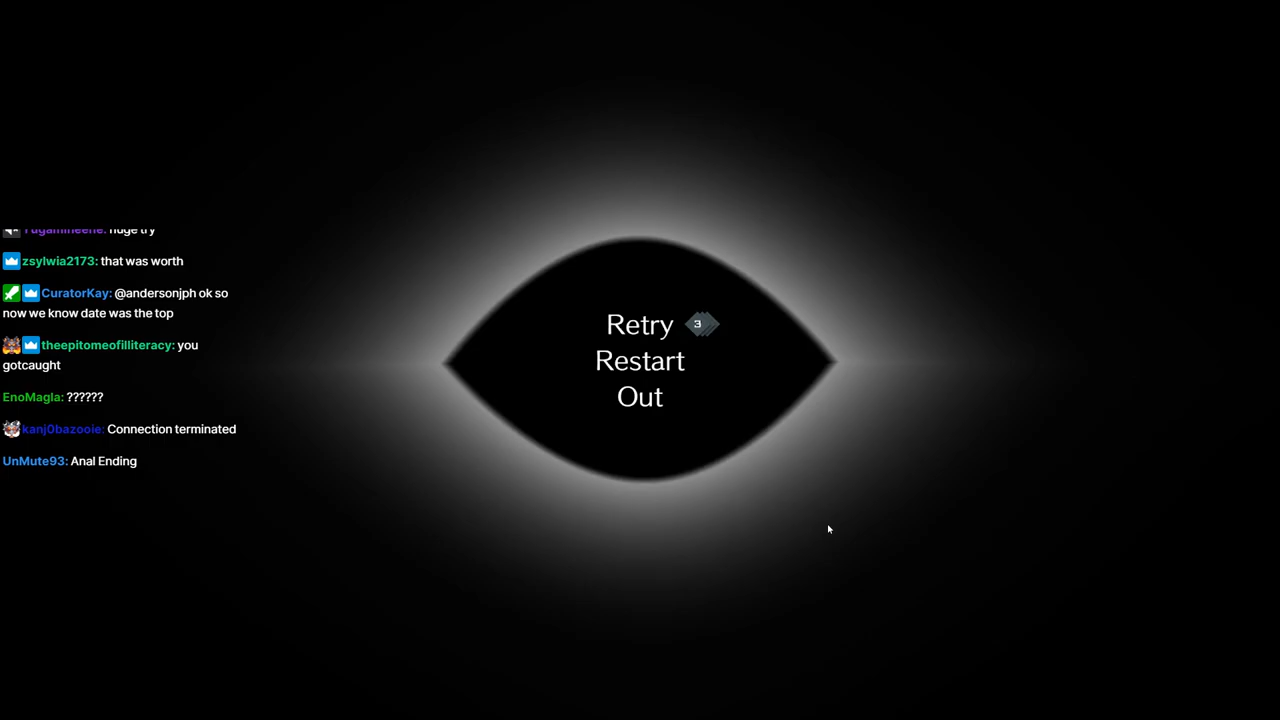 zsylwia2173: that was worth
CuratorKay: @andersonjph ok so
now we know date was the top
theepitomeofilliteracy: you
gotcaught
EnoMagla: ??????
kanj0bazooie: Connection terminated
UnMute93: Anal Ending
Retry 3
Restart
Out